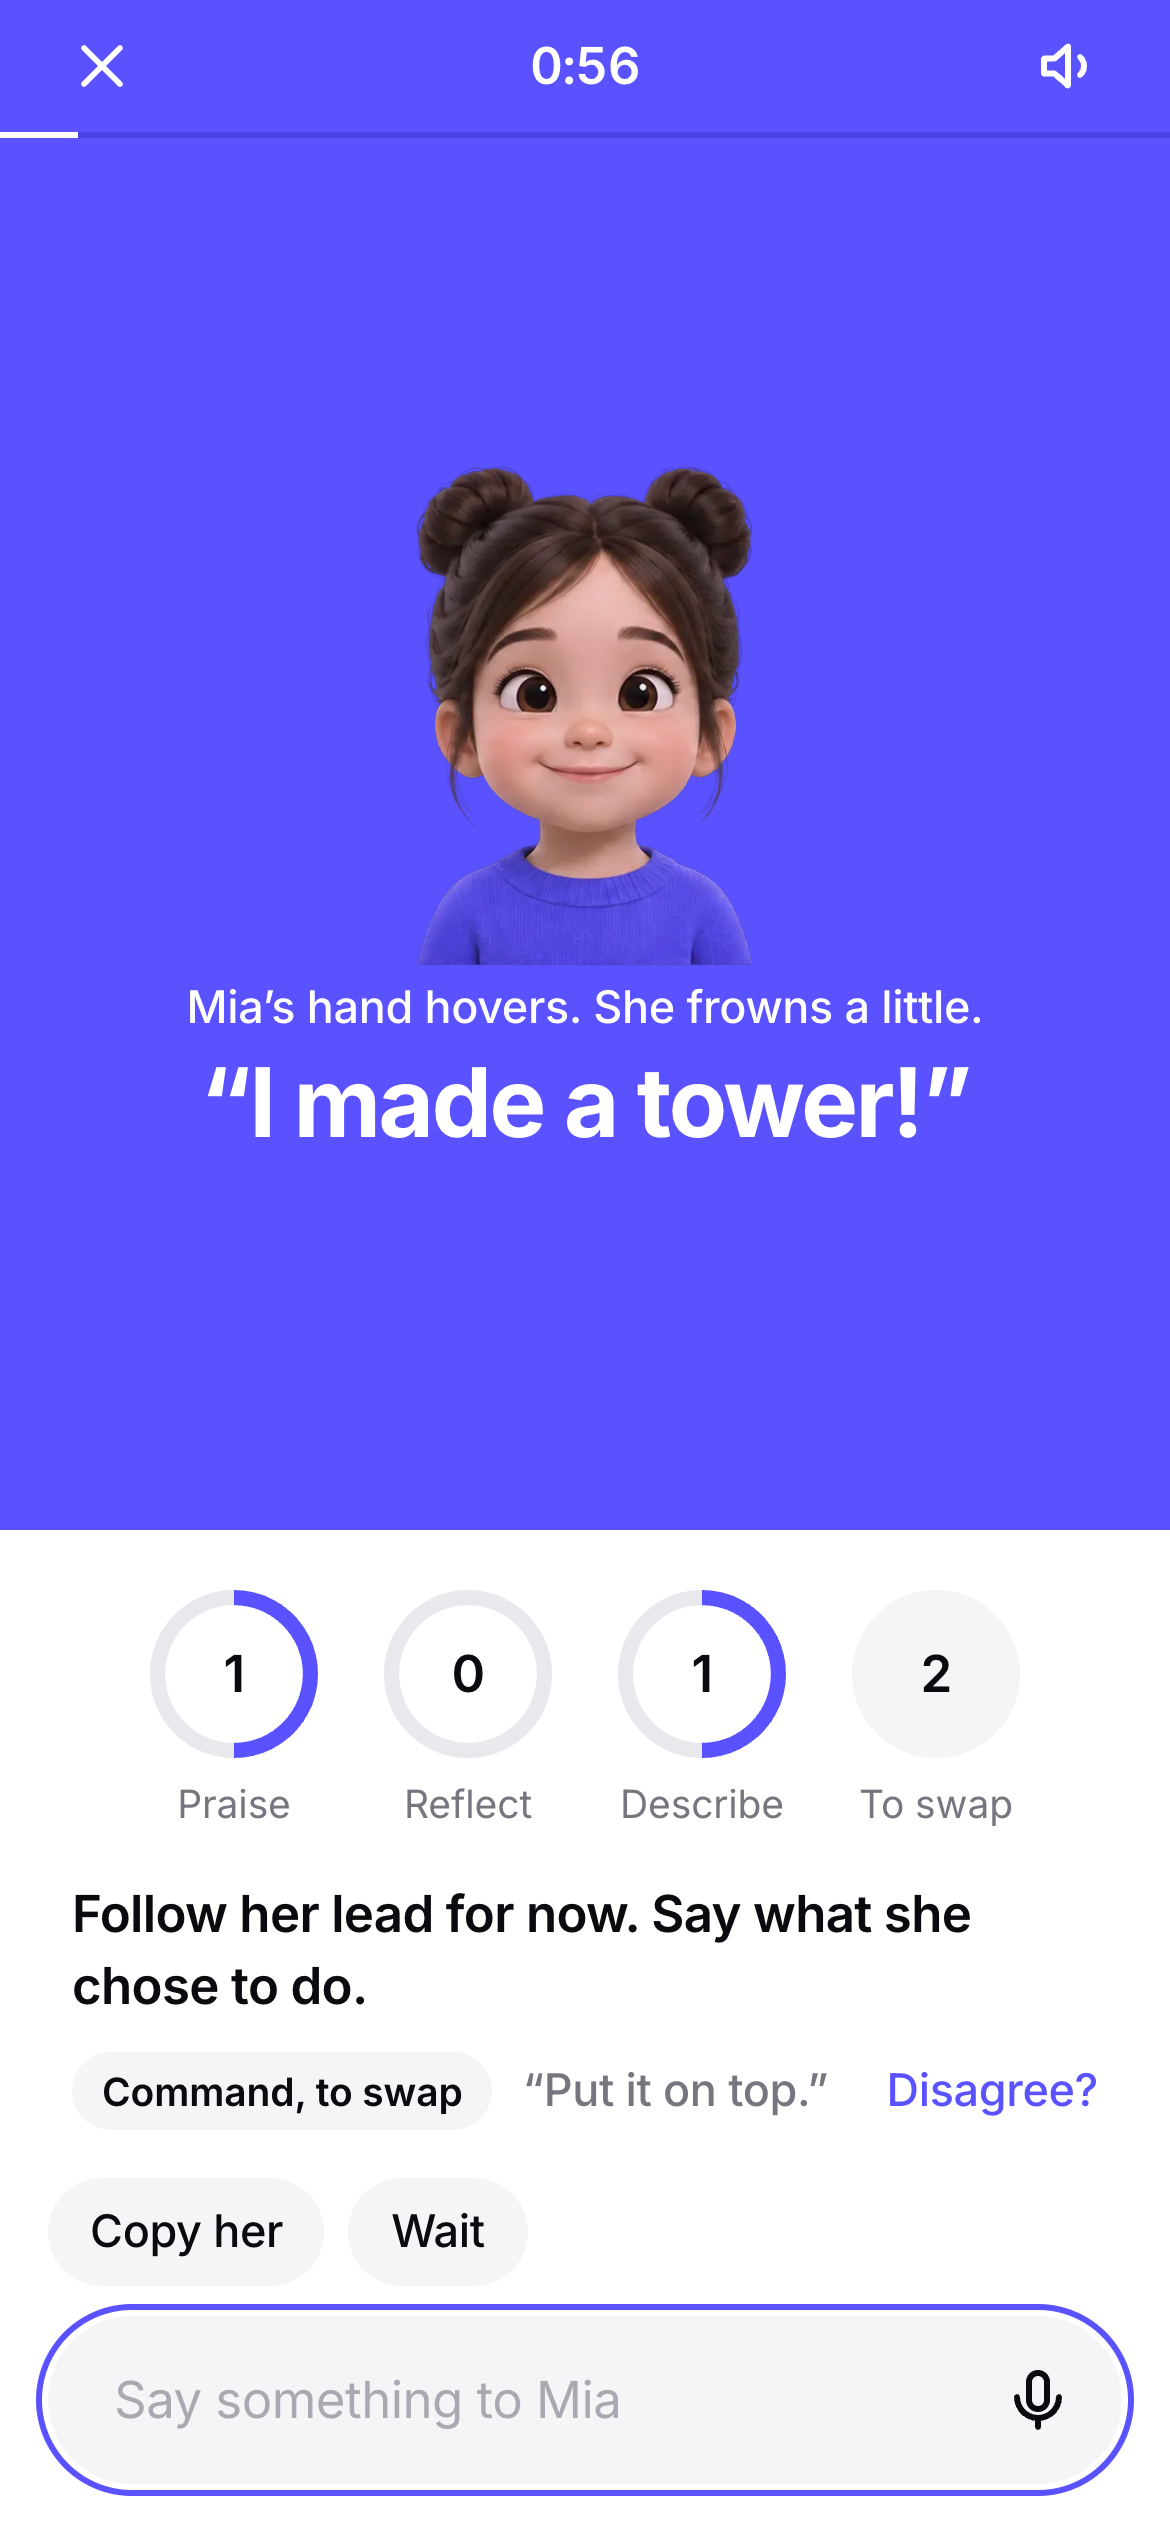 0:56
Mia’s hand hovers. She frowns a little.
“I made a tower!”
1
0
1
2
Praise
Reflect
Describe
To swap
Follow her lead for now. Say what she
chose to do.
Command, to swap “Put it on top.” Disagree?
Copy her
Wait
Say something to Mia